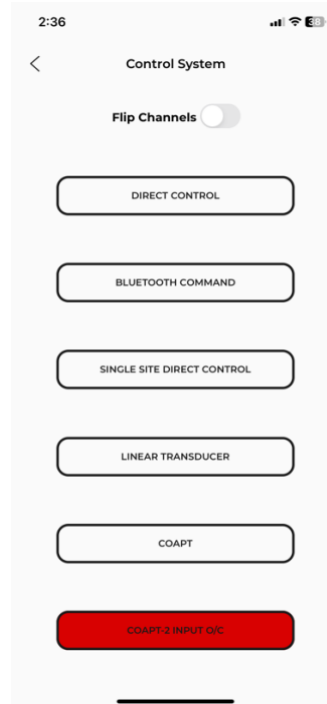 2:36
38
Control System
Flip Channels
DIRECT CONTROL
BLUETOOTH COMMAND
SINGLE SITE DIRECT CONTROL
LINEAR TRANSDUCER
COAPT
COAPT-2 INPUT O/C